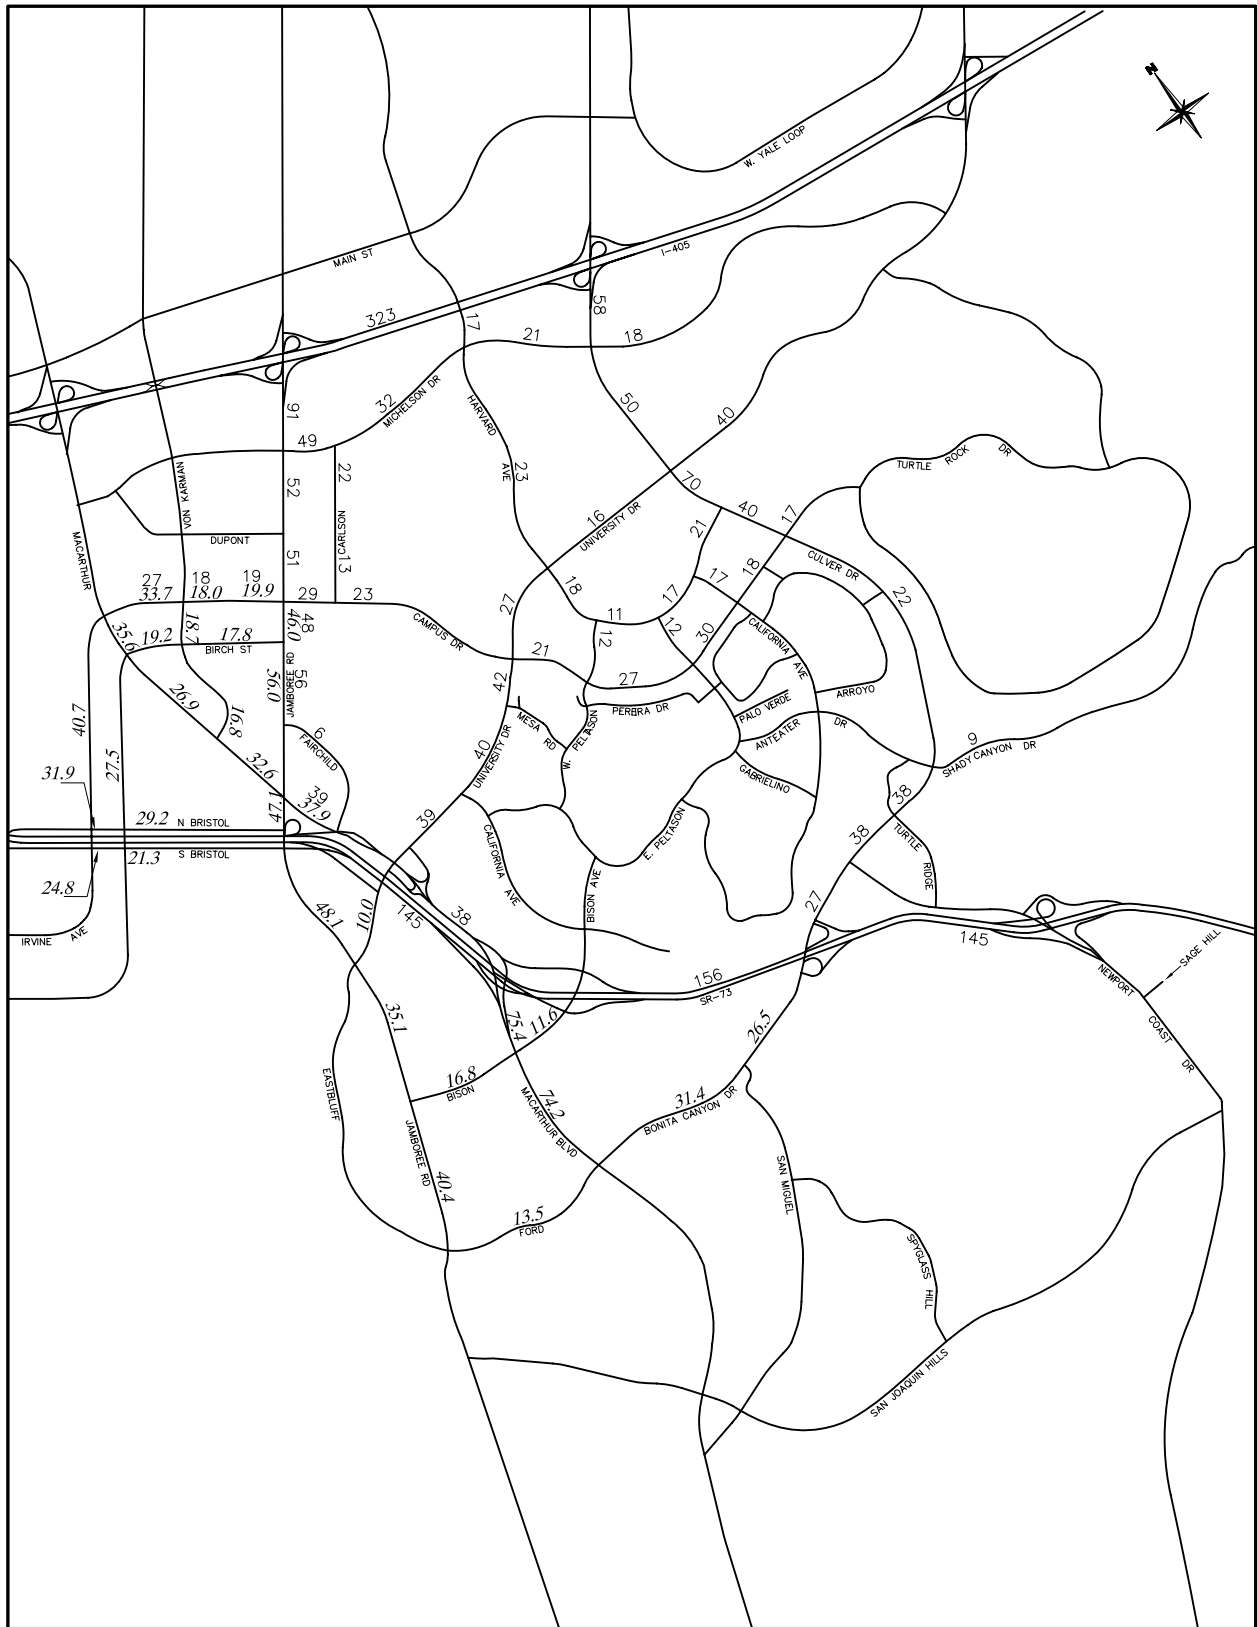 N
W. YALE LOOP
MAIN ST
I-405
58
323
17
21
18
32
MICHELSON DR
HARVARD
AVE
50
40
91
49
22
23
70
TURTLE ROCK DR
VON KARMAN
52
16
UNIVERSITY DR
40
17
21
MACARTHUR
DUPONT
CARLSON
13
51
CULVER DR
27
18
19
33.7
18.0
19.9
29
23
18
17
18
22
27
17
11
12
12
30
46.0
48
35.6
19.2
18.7
17.8
BIRCH ST
CAMPUS DR
21
CALIFORNIA AVE
JAMBOREE RD
56
56.0
42
27
PEREIRA DR
ARROYO
PALO VERDE
26.9
16.8
40.7
6
FAIRCHILD
MESA RD
W. PELTASON
ANTEATER DR
40
UNIVERSITY DR
9
SHADY CANYON DR
27.5
32.6
GABRIELINO
31.9
39
37.9
47.1
38
39
29.2
N BRISTOL
CALIFORNIA AVE
E. PELTASON
38
TURTLE RIDGE
21.3
S BRISTOL
24.8
BISON AVE
48.1
10.0
145
38
27
IRVINE AVE
145
SAGE HILL
156
SR-73
NEWPORT COAST DR
35.1
75.4
11.6
26.5
EASTBLUFF
16.8
BISON
74.2
MACARTHUR BLVD
31.4
BONITA CANYON DR
JAMBOREE RD
40.4
SAN MIGUEL
13.5
FORD
SPYGLASS HILL
SAN JOAQUIN HILLS